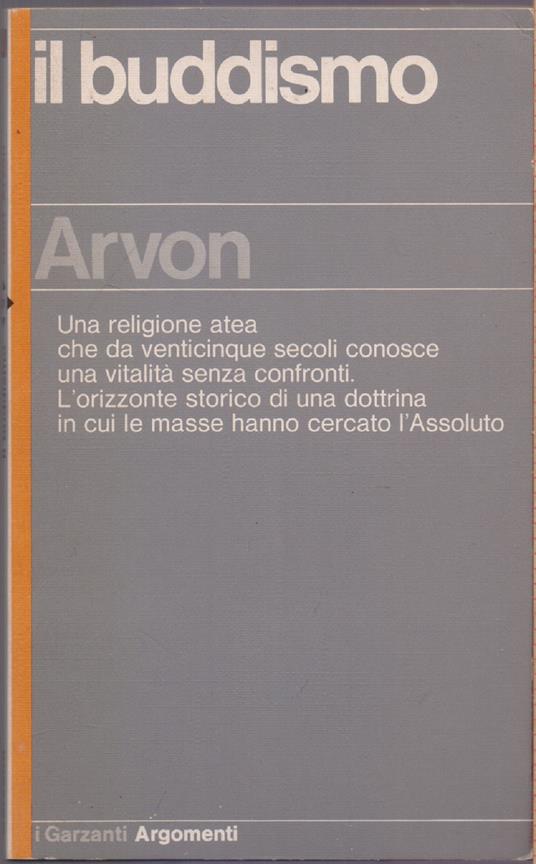 il buddismo
Arvon
Una religione atea
che da venticinque secoli conosce
una vitalità senza confronti.
L'orizzonte storico di una dottrina
in cui le masse hanno cercato l'Assoluto
i Garzanti Argomenti